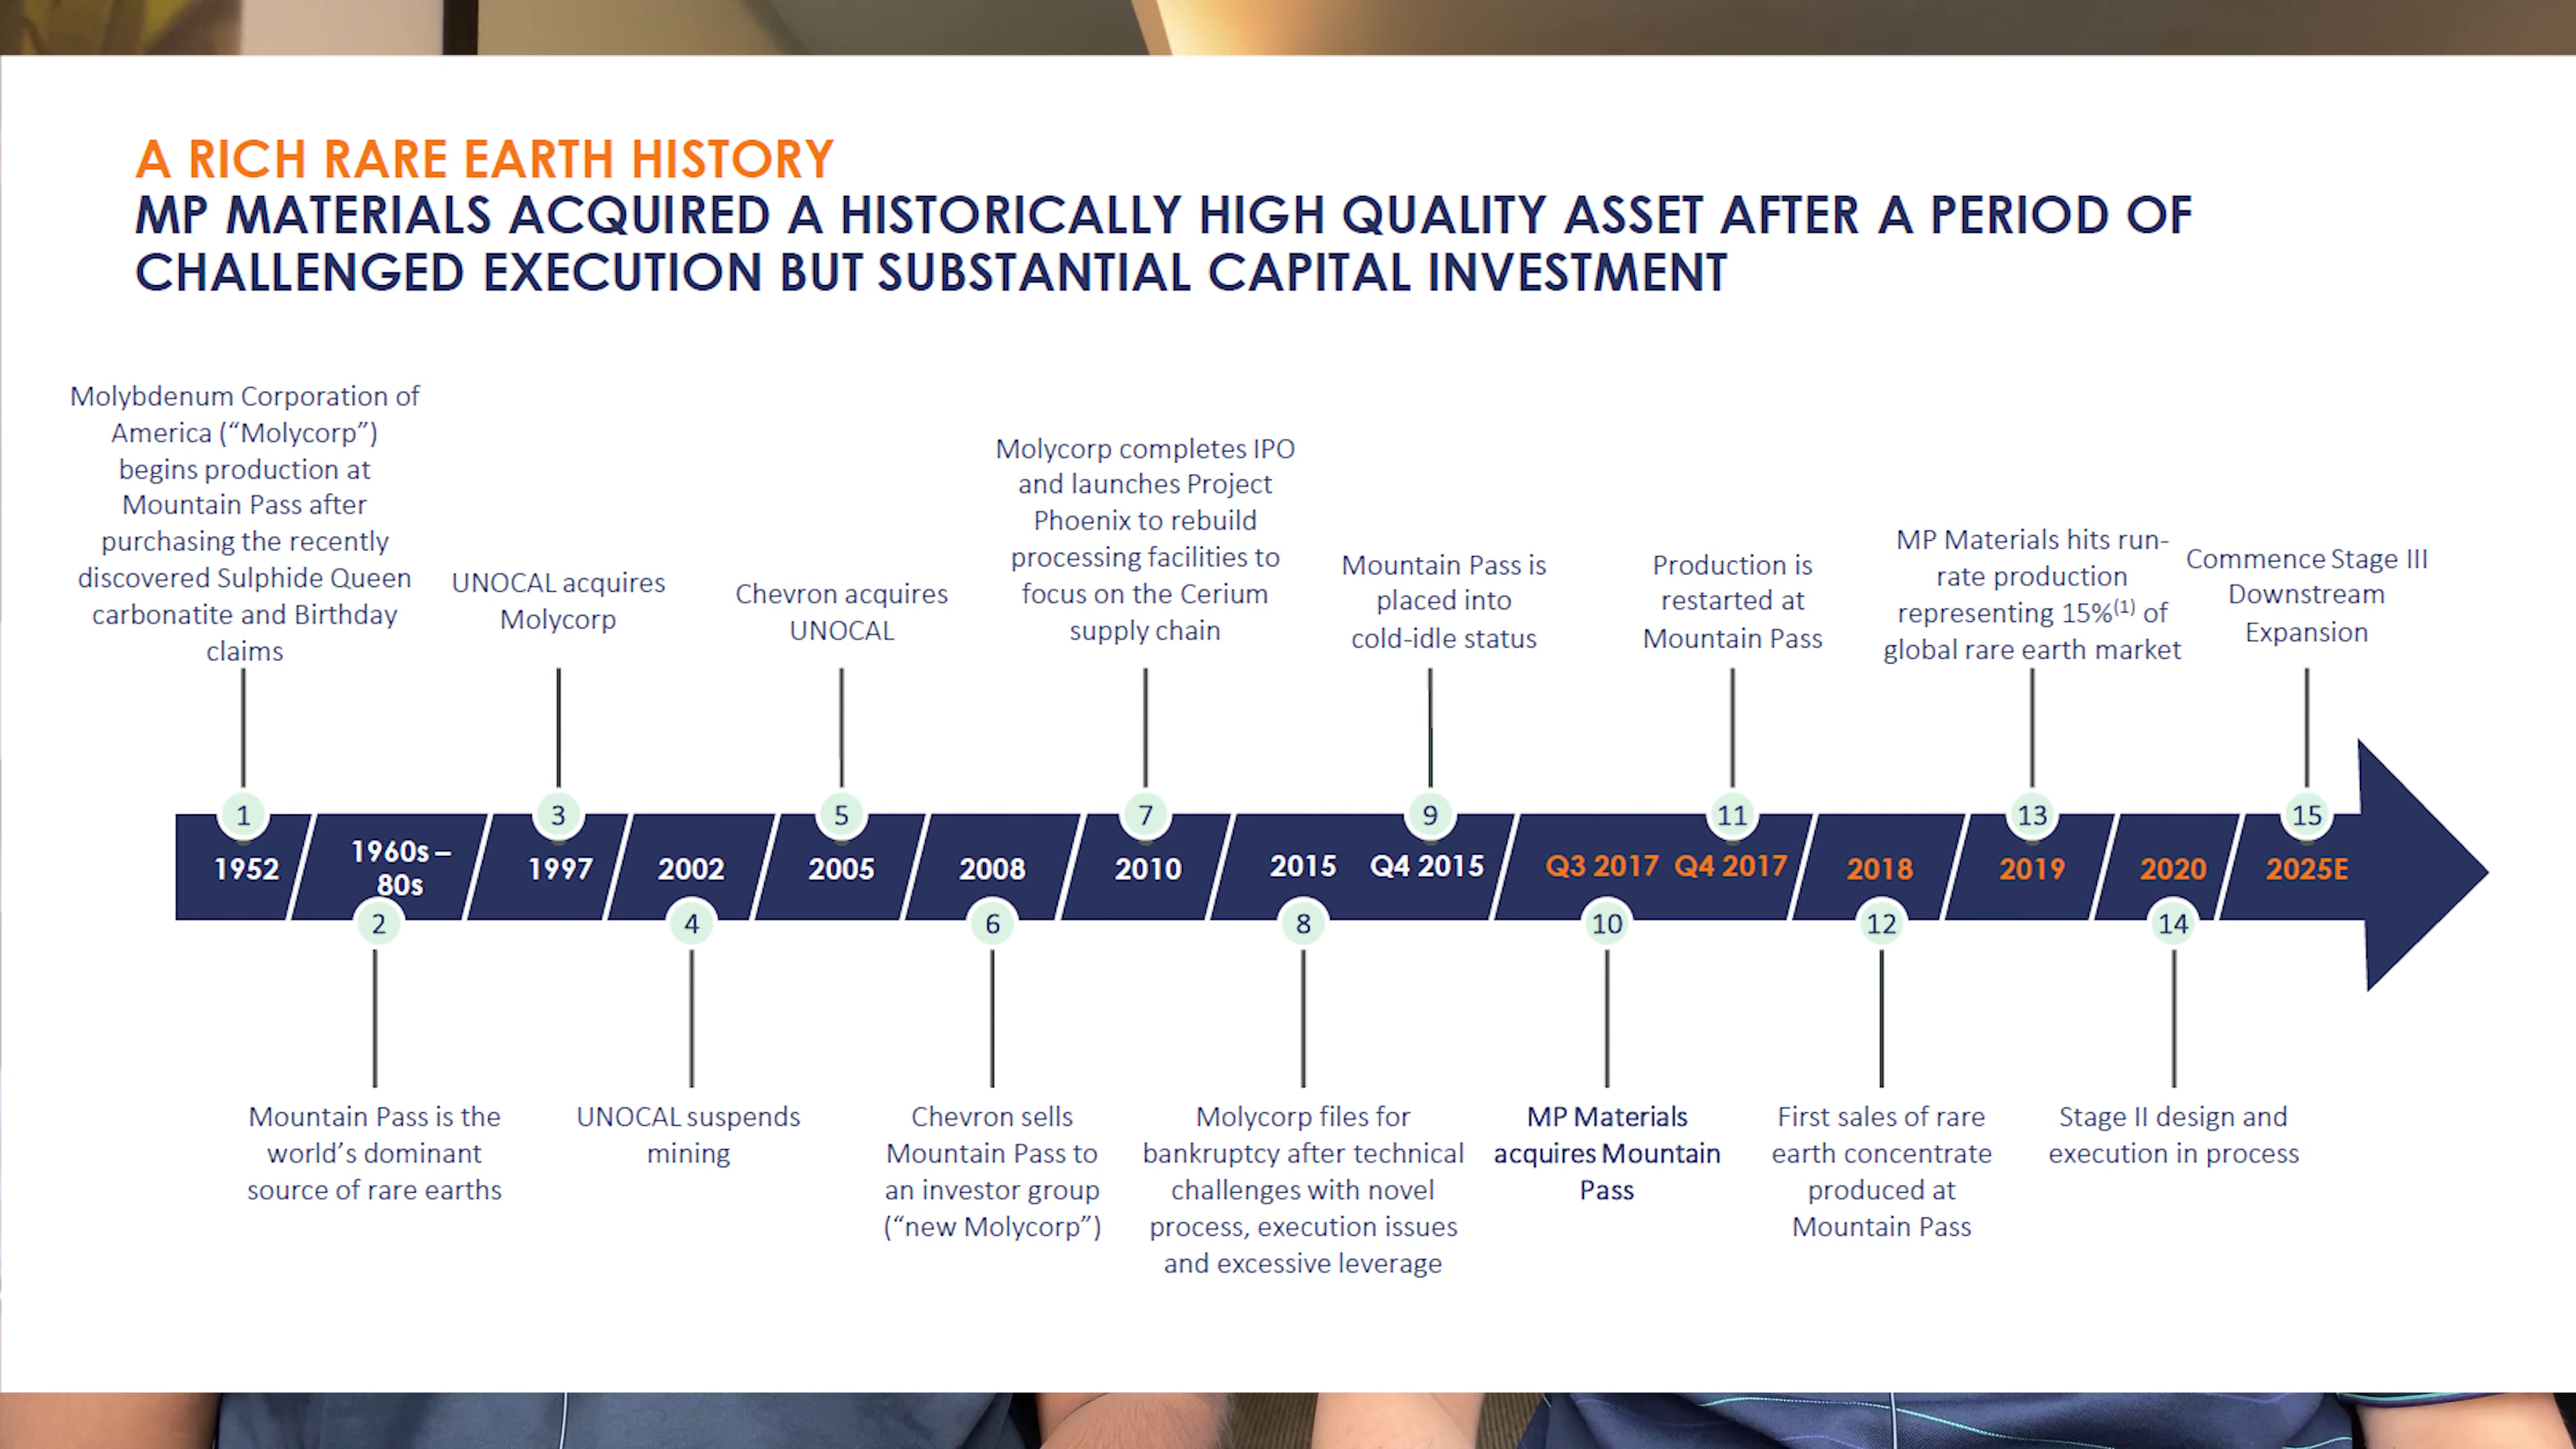 A RICH RARE EARTH HISTORY
MP MATERIALS ACQUIRED A HISTORICALLY HIGH QUALITY ASSET AFTER A PERIOD OF
CHALLENGED EXECUTION BUT SUBSTANTIAL CAPITAL INVESTMENT
Molybdenum Corporation of
America (“Molycorp”)
begins production at
Mountain Pass after
purchasing the recently
discovered Sulphide Queen
carbonatite and Birthday
claims
UNOCAL acquires
Molycorp
Chevron acquires
UNOCAL
Molycorp completes IPO
and launches Project
Phoenix to rebuild
processing facilities to
focus on the Cerium
supply chain
Mountain Pass is
placed into
cold-idle status
Production is
restarted at
Mountain Pass
MP Materials hits run-
rate production
representing 15%(1) of
global rare earth market
Commence Stage III
Downstream
Expansion
1
3
5
7
9
11
13
15
1952
1960s –
80s
1997
2002
2005
2008
2010
2015
Q4 2015
Q3 2017
Q4 2017
2018
2019
2020
2025E
2
4
6
8
10
12
14
Mountain Pass is the
world’s dominant
source of rare earths
UNOCAL suspends
mining
Chevron sells
Mountain Pass to
an investor group
(“new Molycorp”)
Molycorp files for
bankruptcy after technical
challenges with novel
process, execution issues
and excessive leverage
MP Materials
acquires Mountain
Pass
First sales of rare
earth concentrate
produced at
Mountain Pass
Stage II design and
execution in process